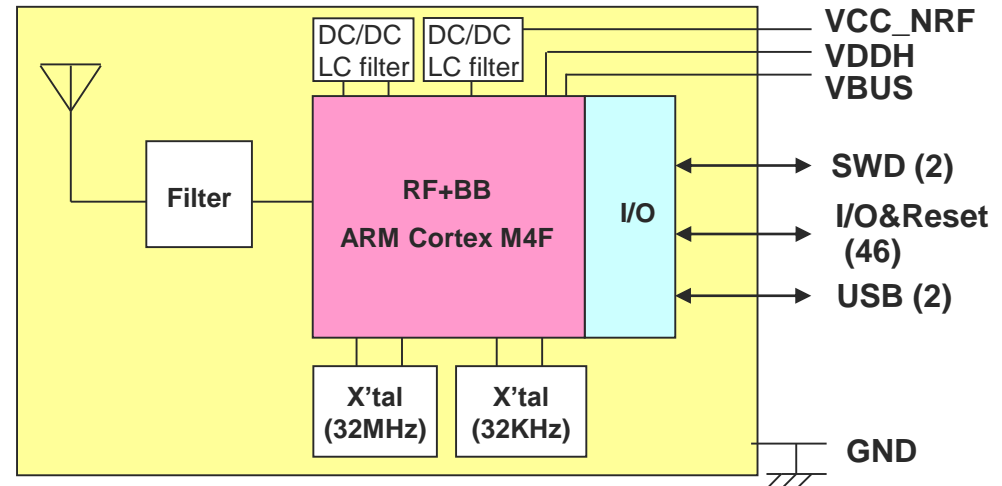 DC/DC
LC filter
DC/DC
LC filter
VCC_NRF
VDDH
VBUS
Filter
RF+BB
ARM Cortex M4F
I/O
SWD (2)
I/O&Reset
(46)
USB (2)
X'tal
(32MHz)
X'tal
(32KHz)
GND